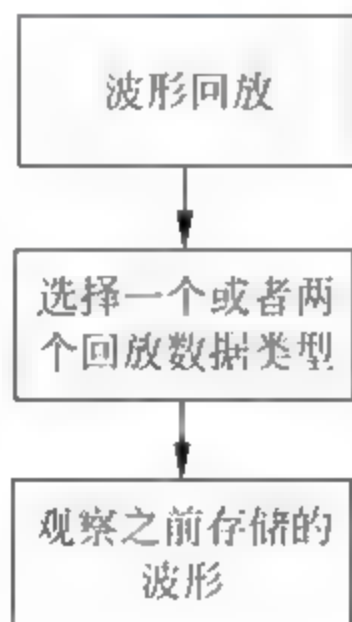 波形回放
选择一个或者两
个回放数据类型
观察之前存储的
波形